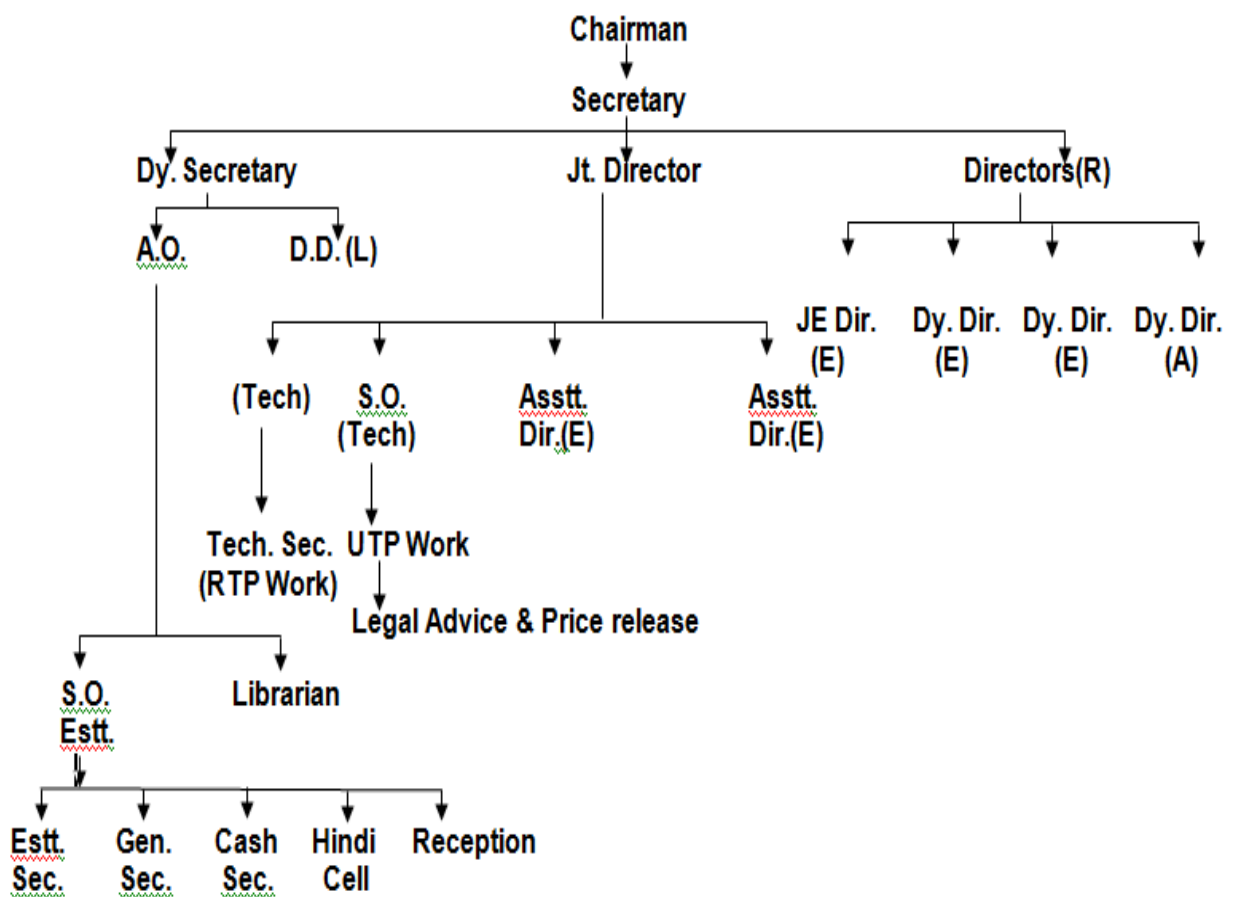 Chairman
Secretary
Dy. Secretary
Jt. Director
Directors(R)
A.O.
D.D. (L)
JE Dir.
(E)
Dy. Dir.
(E)
Dy. Dir.
(E)
Dy. Dir.
(A)
(Tech)
S.O.
(Tech)
Asstt.
Dir.(E)
Asstt.
Dir.(E)
Tech. Sec.
(RTP Work)
UTP Work
Legal Advice & Price release
S.O.
Estt.
Librarian
Estt.
Sec.
Gen.
Sec.
Cash
Sec.
Hindi
Cell
Reception